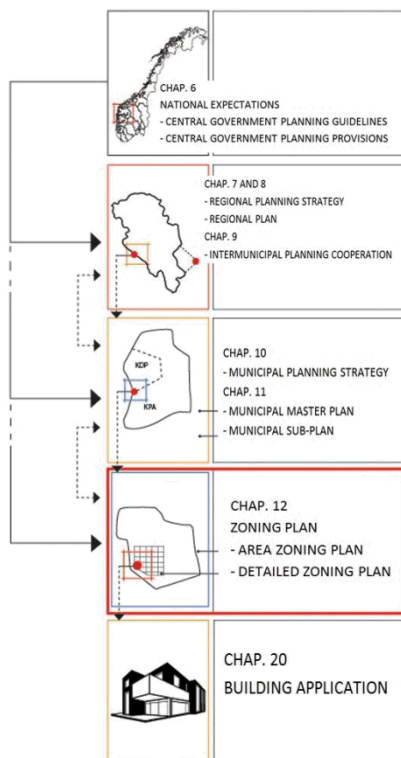 CHAP. 6
NATIONAL EXPECTATIONS
- CENTRAL GOVERNMENT PLANNING GUIDELINES
- CENTRAL GOVERNMENT PLANNING PROVISIONS
CHAP. 7 AND 8
- REGIONAL PLANNING STRATEGY
- REGIONAL PLAN
CHAP. 9
- INTERMUNICIPAL PLANNING COOPERATION
KDP
KPA
CHAP. 10
- MUNICIPAL PLANNING STRATEGY
CHAP. 11
- MUNICIPAL MASTER PLAN
- MUNICIPAL SUB-PLAN
CHAP. 12
ZONING PLAN
- AREA ZONING PLAN
- DETAILED ZONING PLAN
CHAP. 20
BUILDING APPLICATION